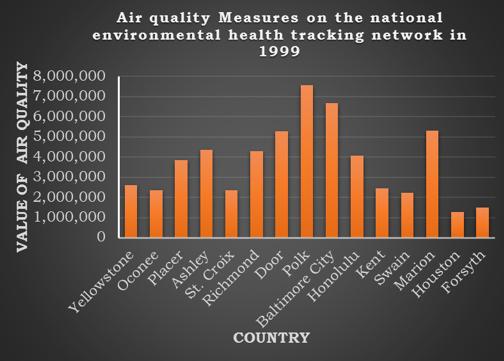 Air quality Measures on the national
environmental health tracking network in
1999
VALUE OF  AIR QUALITY
8,000,000
7,000,000
6,000,000
5,000,000
4,000,000
3,000,000
2,000,000
1,000,000
0
Yellowstone
Oconee
Placer
Ashley
St. Croix
Richmond
Door
Polk
Baltimore City
Honolulu
Kent
Swain
Marion
Houston
Forsyth
COUNTRY